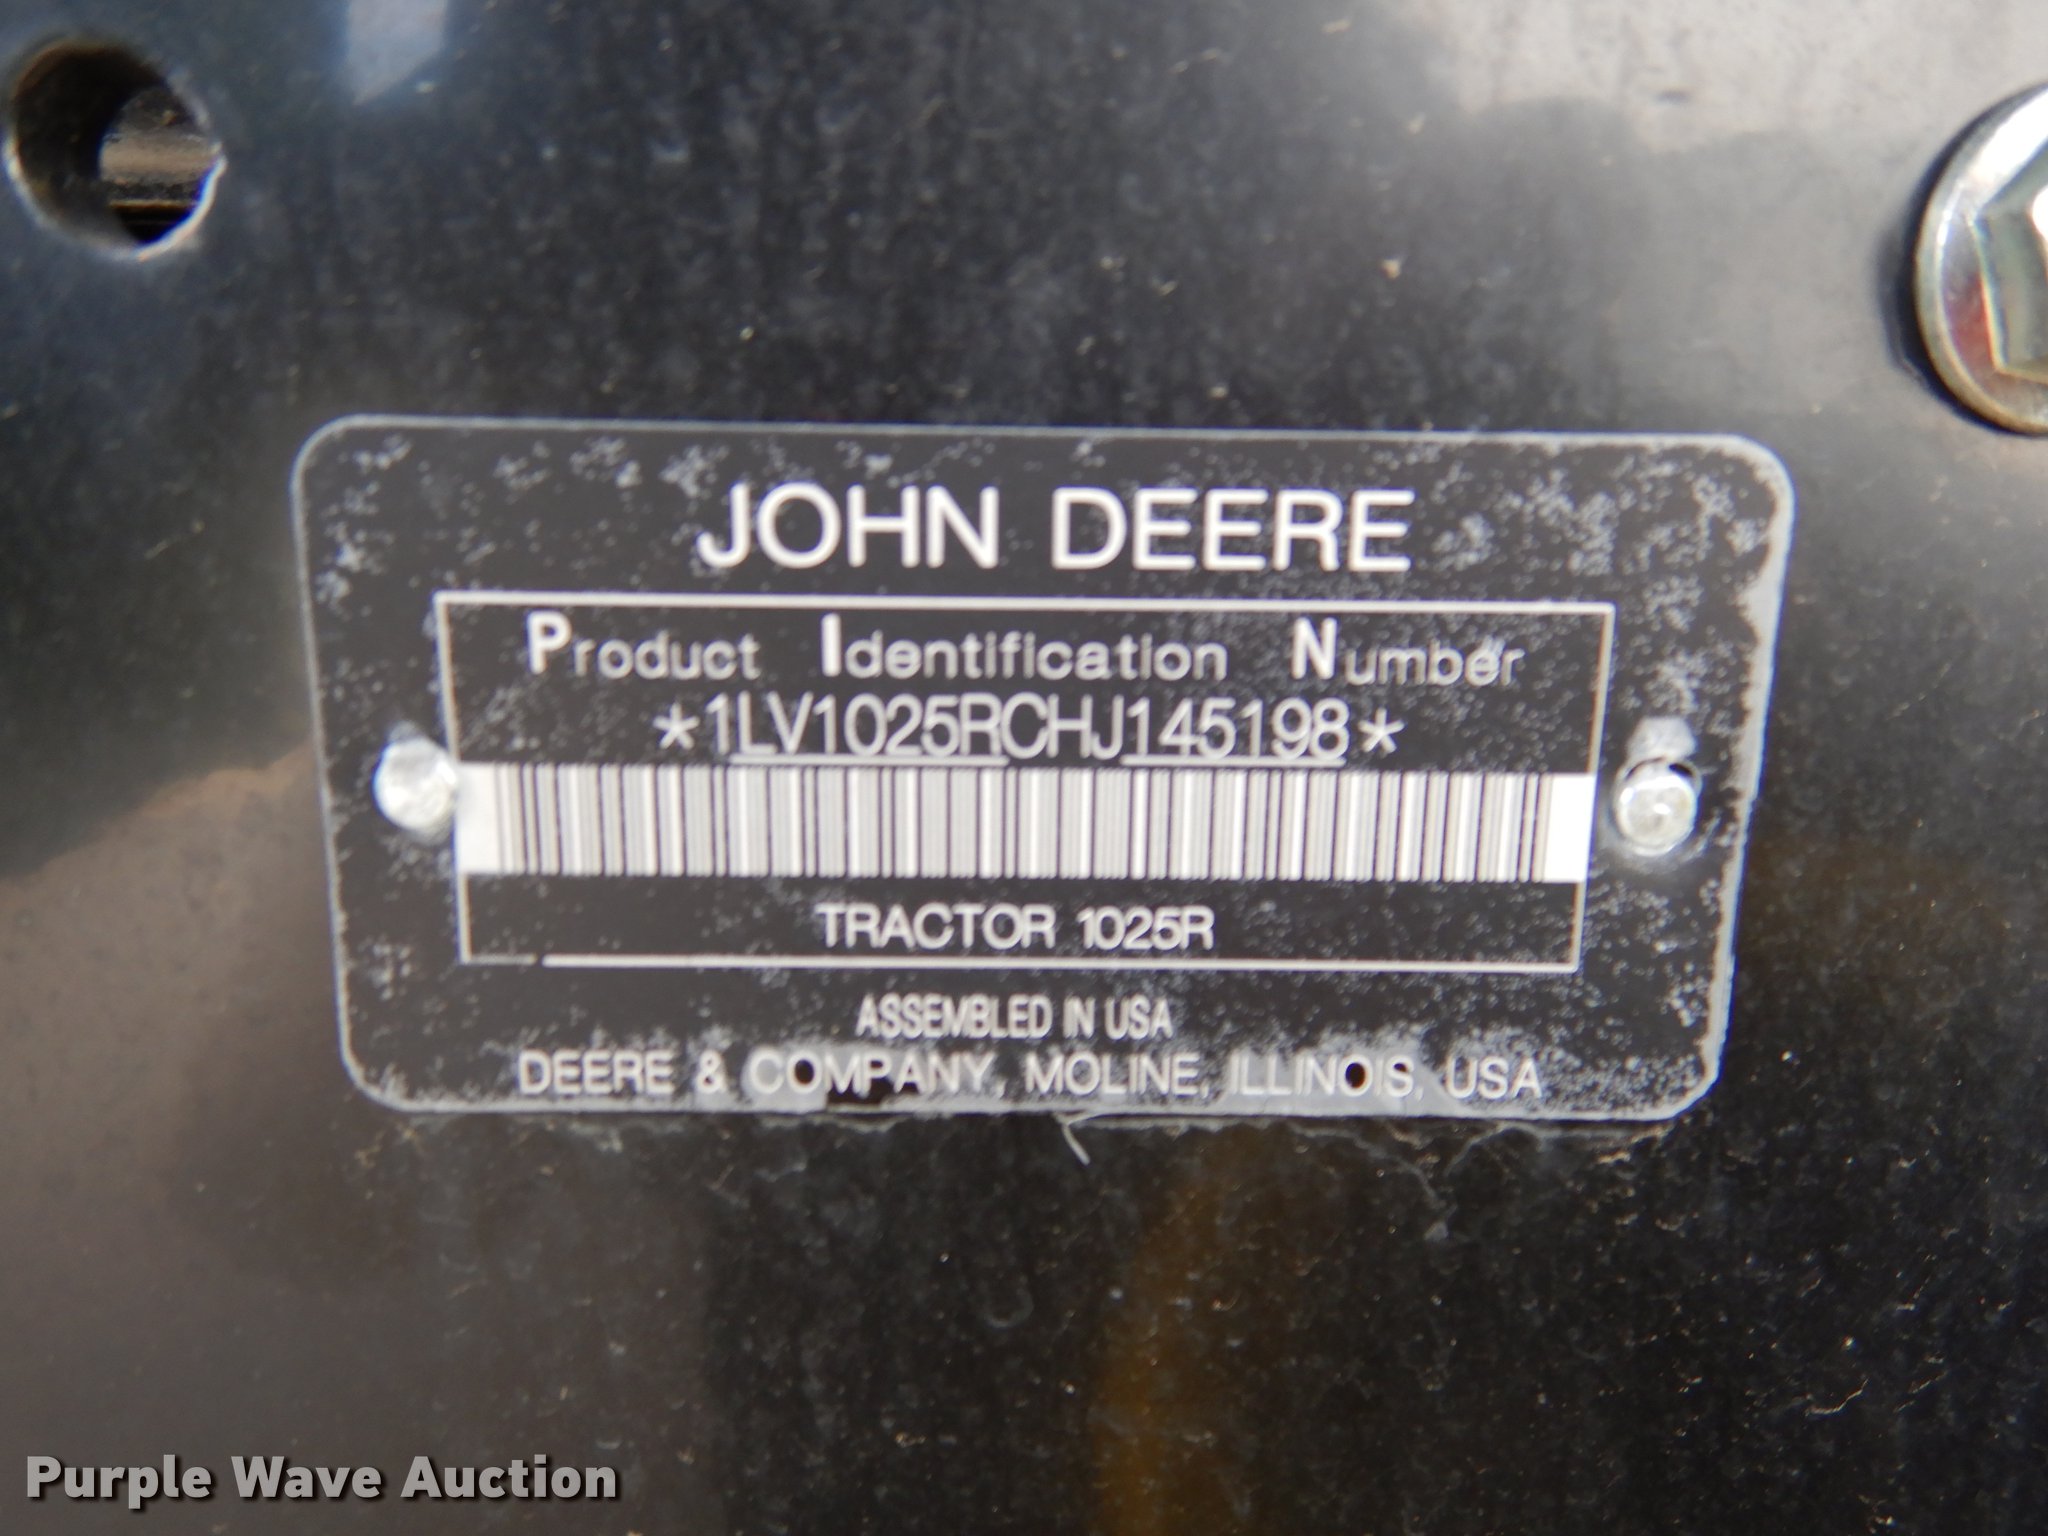 JOHN DEERE
Product Identification Number
*1LV1025RCHJ145198*
TRACTOR 1025R
ASSEMBLED IN USA
DEERE & COMPANY, MOLINE, ILLINOIS, USA
Purple Wave Auction